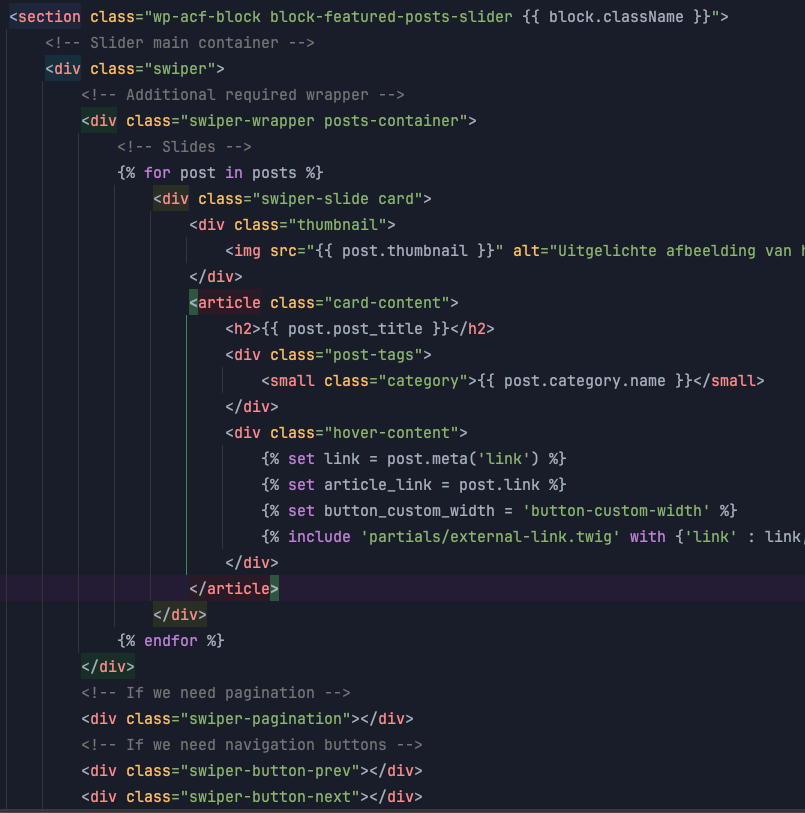 <section class="wp-acf-block block-featured-posts-slider {{ block.className }}">
<!-- Slider main container -->
<div class="swiper">
<!-- Additional required wrapper -->
<div class="swiper-wrapper posts-container">
<!-- Slides -->
{% for post in posts %}
<div class="swiper-slide card">
<div class="thumbnail">
<img src="{{ post.thumbnail }}" alt="Uitgelichte afbeelding van
</div>
<article class="card-content">
<h2>{{ post.post_title }}</h2>
<div class="post-tags">
<small class="category">{{ post.category.name }}</small>
</div>
<div class="hover-content">
{% set link = post.meta('link') %}
{% set article_link = post.link %}
{% set button_custom_width = 'button-custom-width' %}
{% include 'partials/external-link.twig' with {'link' : link,
</div>
</article>
</div>
{% endfor %}
</div>
<!-- If we need pagination -->
<div class="swiper-pagination"></div>
<!-- If we need navigation buttons -->
<div class="swiper-button-prev"></div>
<div class="swiper-button-next"></div>